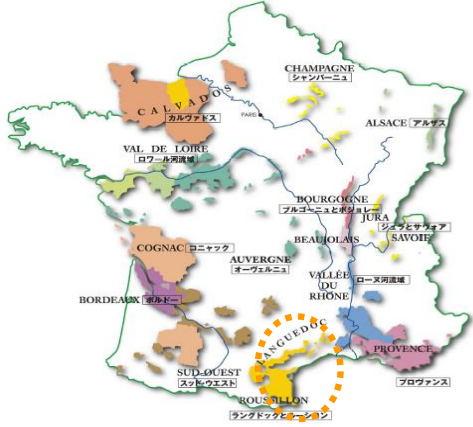 CHAMPAGNE
シャンパーニュ
CALVADOS
カルヴァドス
PARIS
ALSACE アルザス
VAL DE LOIRE
ロワール河流域
BOURGOGNE
ブルゴーニュとボジョレー
JURA
ジュラとサヴォア
SAVOIE
BEAUJOLAIS
COGNAC コニャック
AUVERGNE
オーヴェルニュ
VALLÉE
DU
RHÔNE
ローヌ河流域
BORDEAUX ボルドー
LANGUEDOC
PROVENCE
プロヴァンス
SUD-OUEST
スッド・ウエスト
ROUSSILLON
ラングドックとルーション